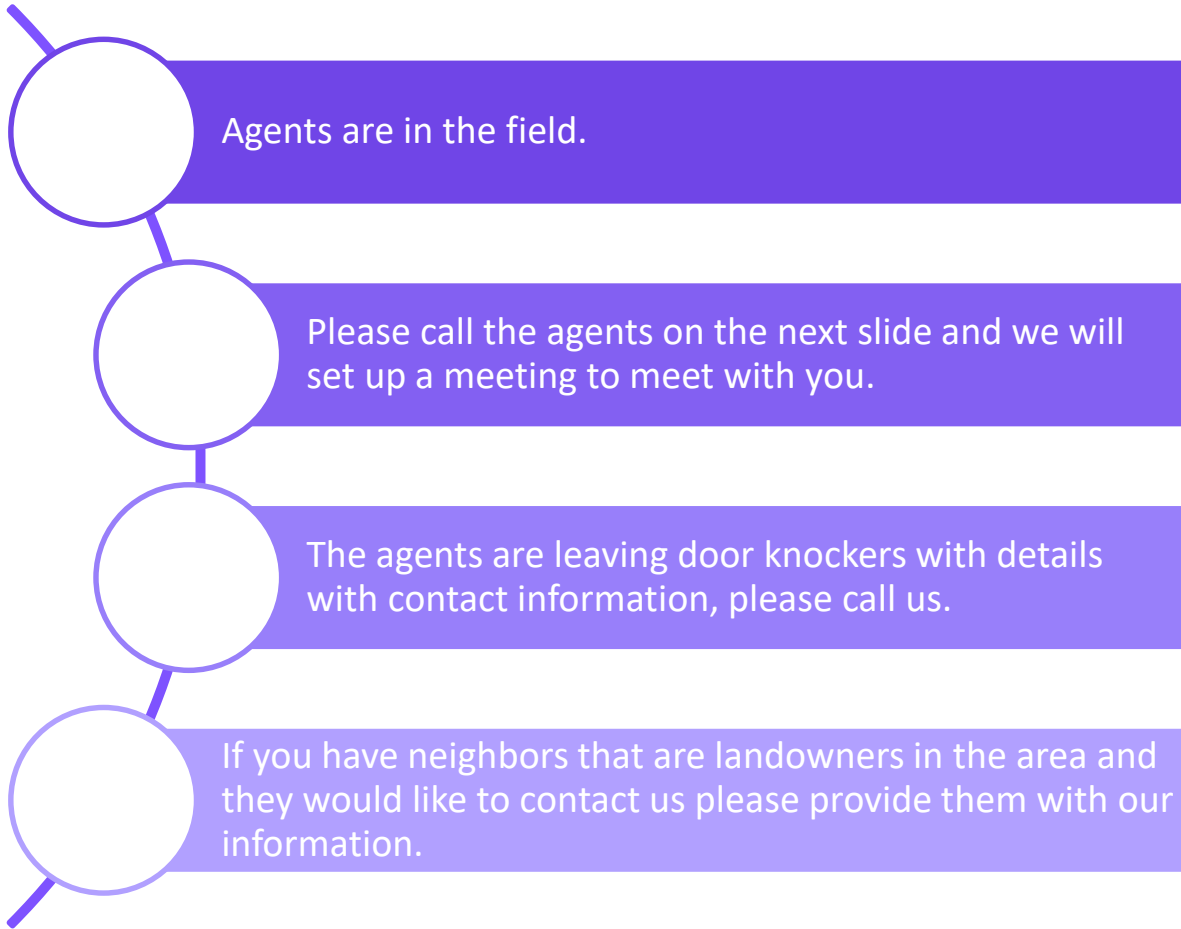 Agents are in the field.
Please call the agents on the next slide and we will
set up a meeting to meet with you.
The agents are leaving door knockers with details
with contact information, please call us.
If you have neighbors that are landowners in the area and
they would like to contact us please provide them with our
information.